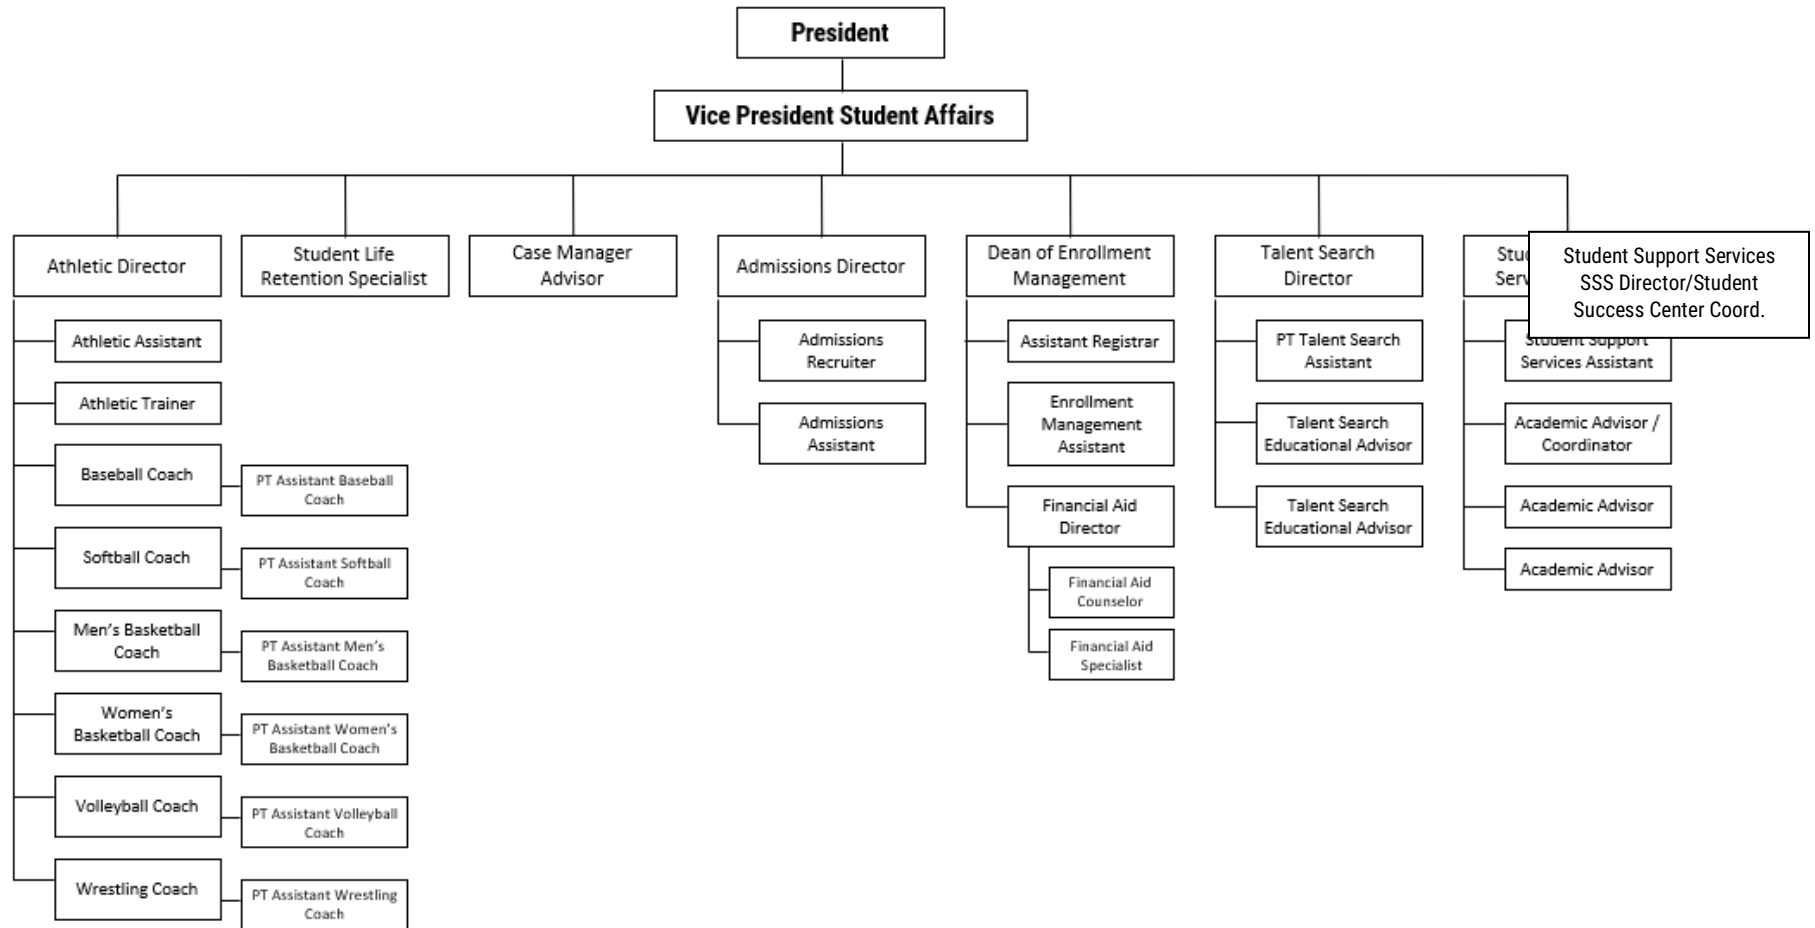 President
Vice President Student Affairs
Athletic Director
Student Life
Retention Specialist
Case Manager
Advisor
Admissions Director
Dean of Enrollment
Management
Talent Search
Director
Student Support Services
SSS Director/Student
Success Center Coord.
Athletic Assistant
Athletic Trainer
Baseball Coach
PT Assistant Baseball
Coach
Softball Coach
PT Assistant Softball
Coach
Men's Basketball
Coach
PT Assistant Men's
Basketball Coach
Women's
Basketball Coach
PT Assistant Women's
Basketball Coach
Volleyball Coach
PT Assistant Volleyball
Coach
Wrestling Coach
PT Assistant Wrestling
Coach
Admissions
Recruiter
Admissions
Assistant
Assistant Registrar
Enrollment
Management
Assistant
Financial Aid
Director
Financial Aid
Counselor
Financial Aid
Specialist
PT Talent Search
Assistant
Talent Search
Educational Advisor
Talent Search
Educational Advisor
Student Support
Services Assistant
Academic Advisor /
Coordinator
Academic Advisor
Academic Advisor